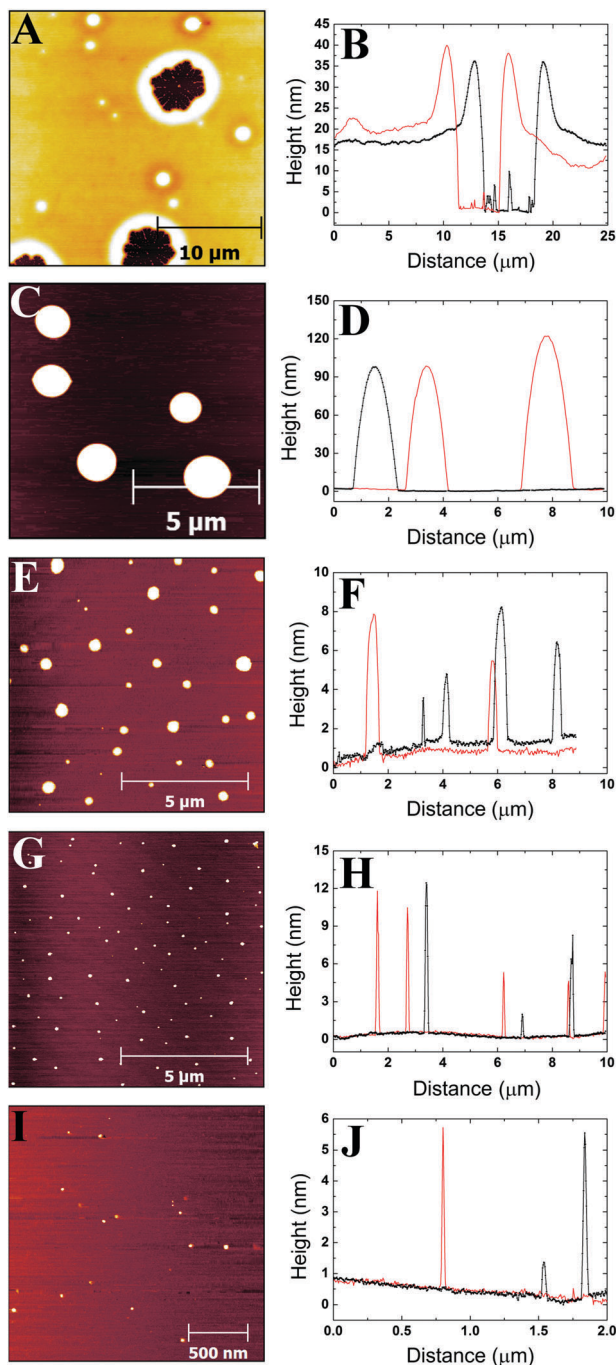 A
10 µm
B
Height (nm)
45
40
35
30
25
20
15
10
5
0
0 5 10 15 20 25
Distance (µm)
C
5 µm
D
Height (nm)
150
120
90
60
30
0
0 2 4 6 8 10
Distance (µm)
E
5 µm
F
Height (nm)
10
8
6
4
2
0
0 2 4 6 8 10
Distance (µm)
G
5 µm
H
Height (nm)
15
12
9
6
3
0
0 2 4 6 8 10
Distance (µm)
I
500 nm
J
Height (nm)
6
5
4
3
2
1
0
0.0 0.5 1.0 1.5 2.0
Distance (µm)